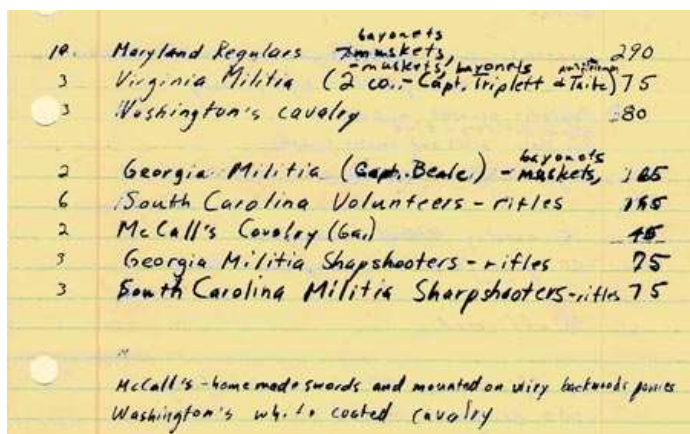 bayonets
10. Maryland Regulars muskets, 290
- muskets, bayonets
3 Virginia Militia (2 co. - Capt. Triplett & Taite) 75
3 Washington's cavalry 80
bayonets
2 Georgia Militia (Capt. Beale) - muskets,
6 South Carolina Volunteers - rifles
2 McCall's Cavalry (Ga.) 45
3 Georgia Militia Shapshooters - rifles 75
3 South Carolina Militia Sharpshooters - rifles 75
McCall's - home made swords and mounted on wiry backwoods ponies
Washington's white coated cavalry